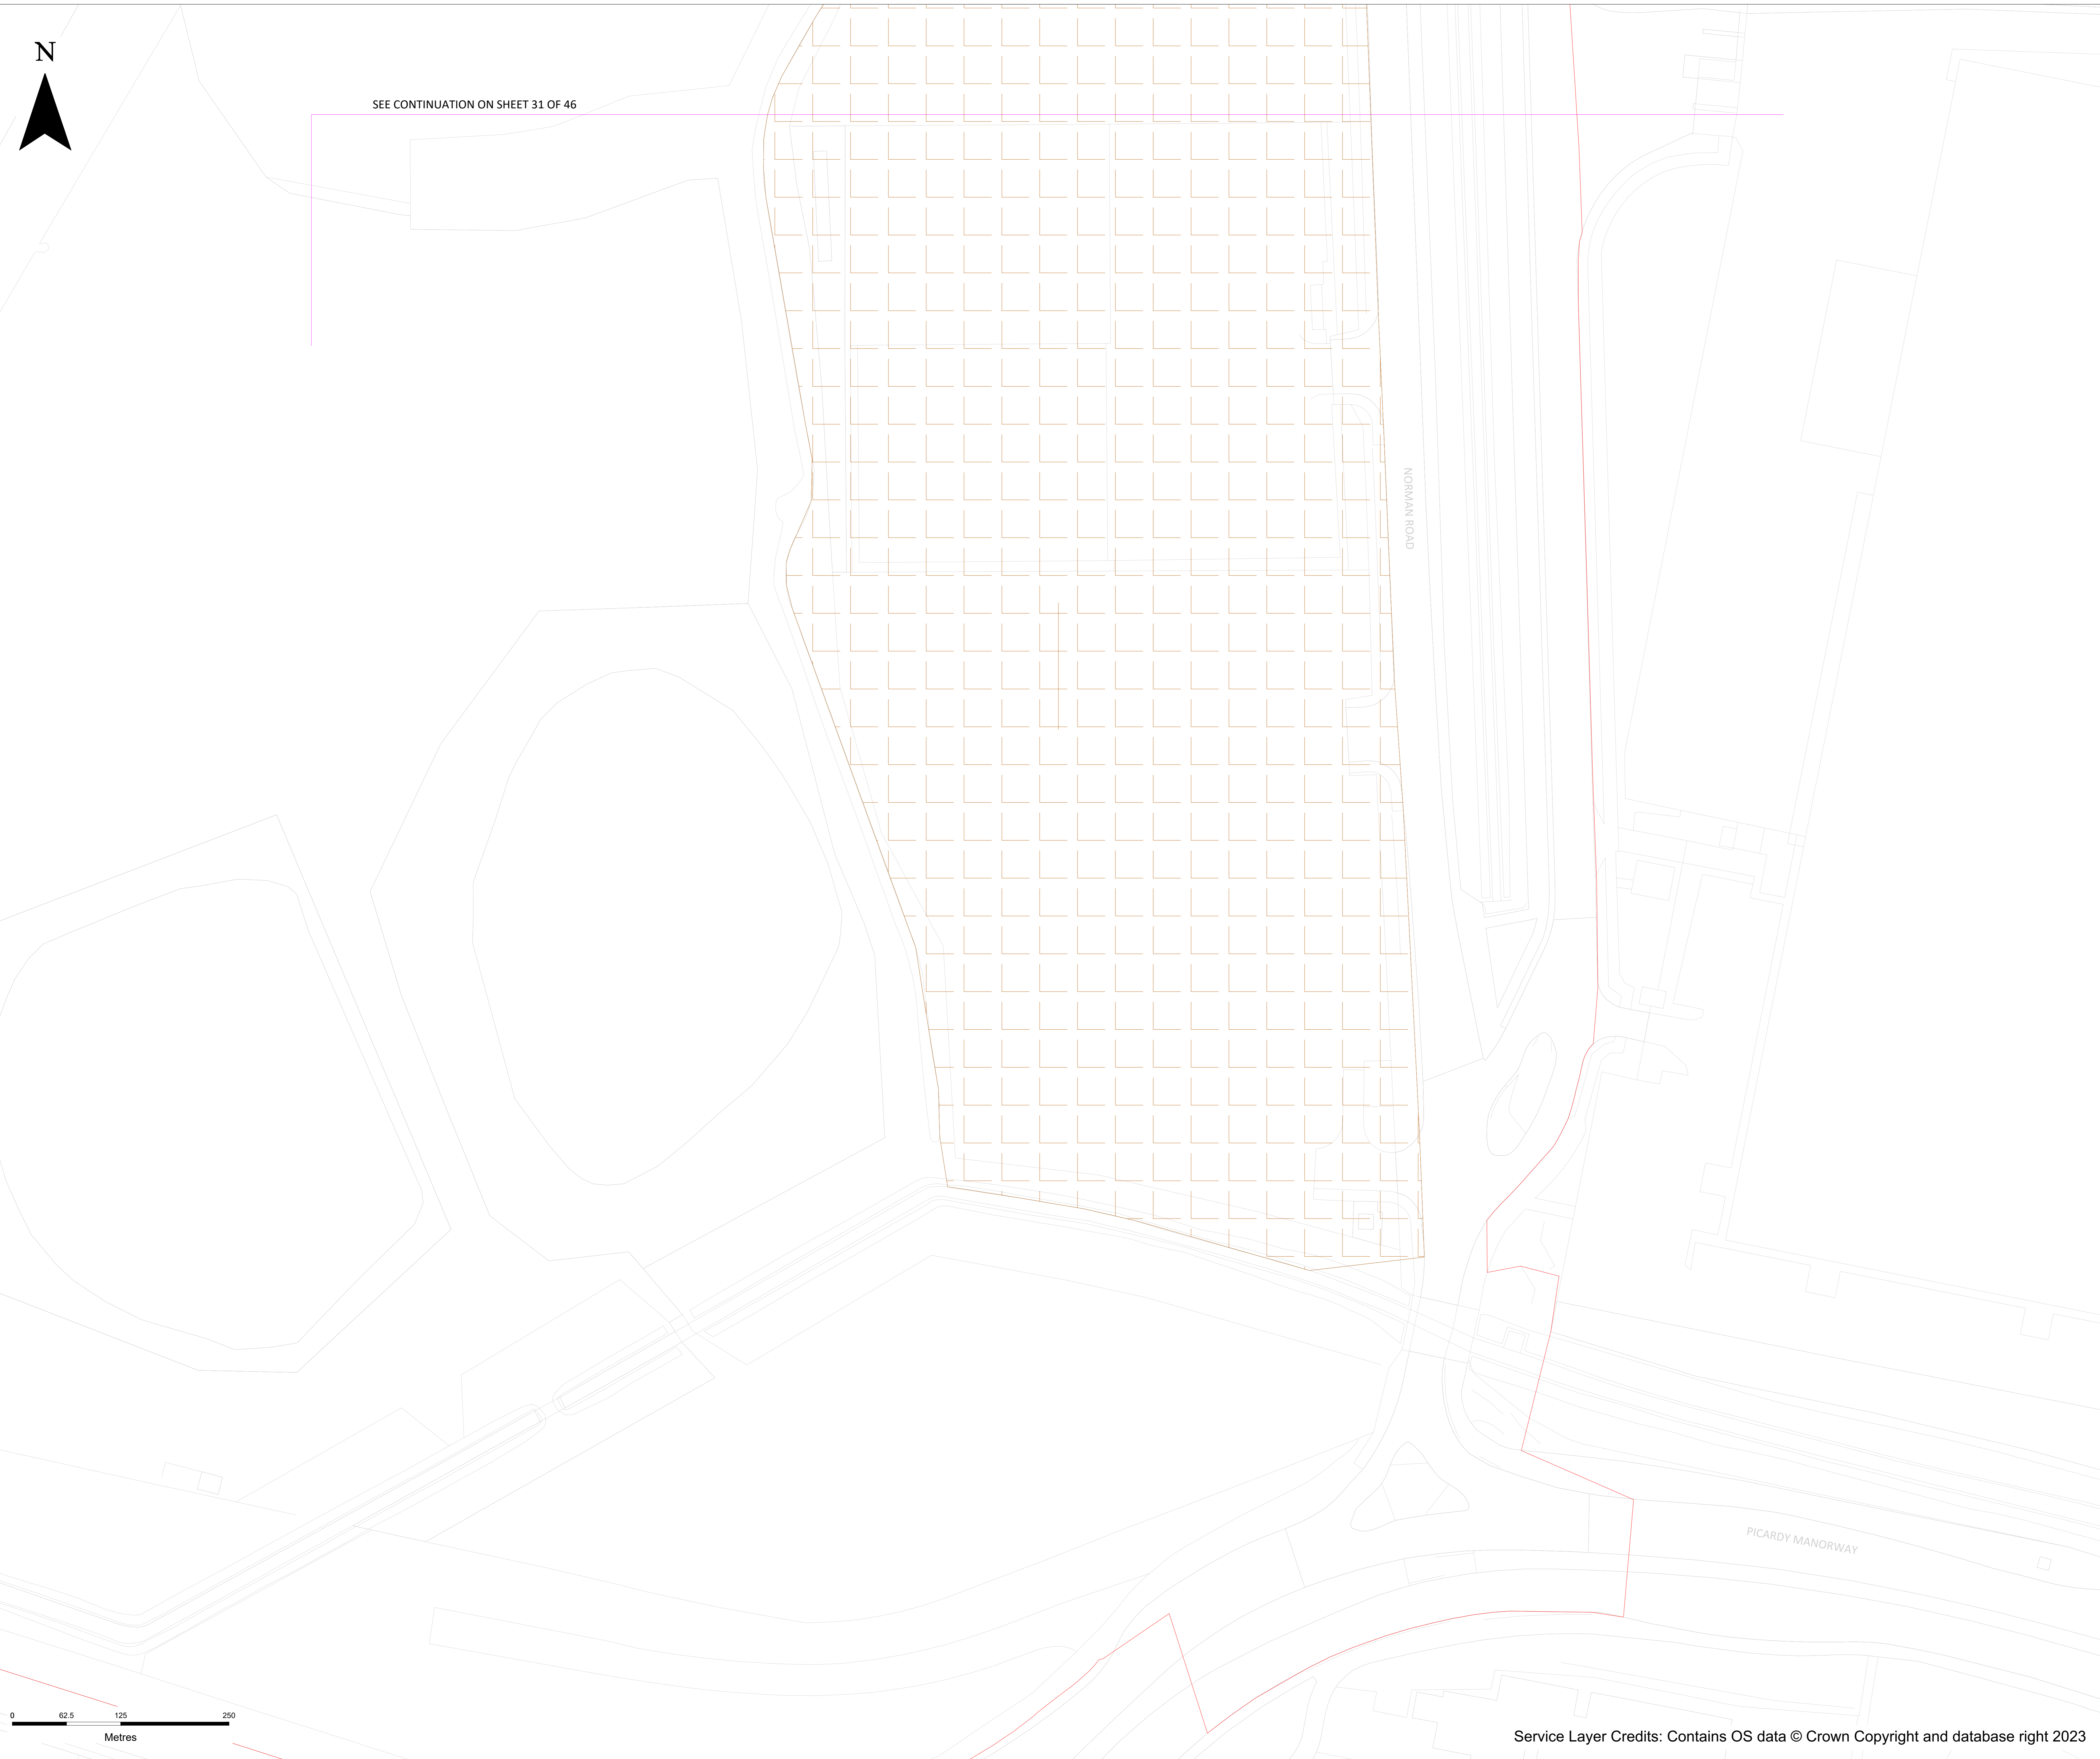 N
SEE CONTINUATION ON SHEET 31 OF 46
NORMAN ROAD
PICARDY MANORWAY
0 62.5 125 250
Metres
Service Layer Credits: Contains OS data © Crown Copyright and database right 2023